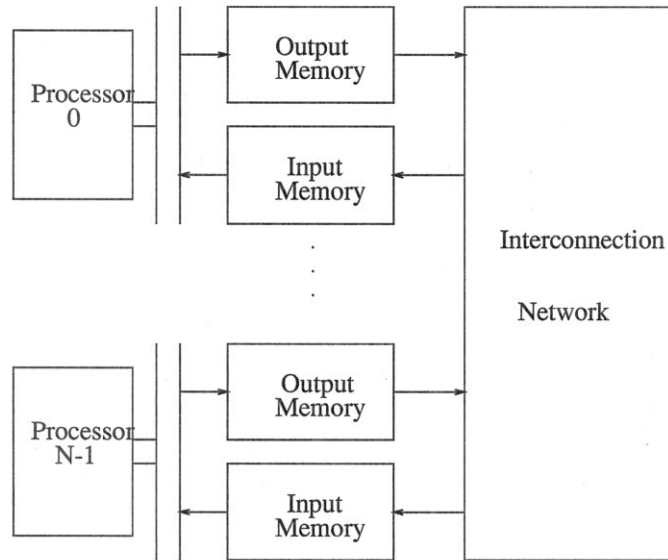 Processor
0
Output
Memory
Input
Memory
Interconnection
Network
Processor
N-1
Output
Memory
Input
Memory